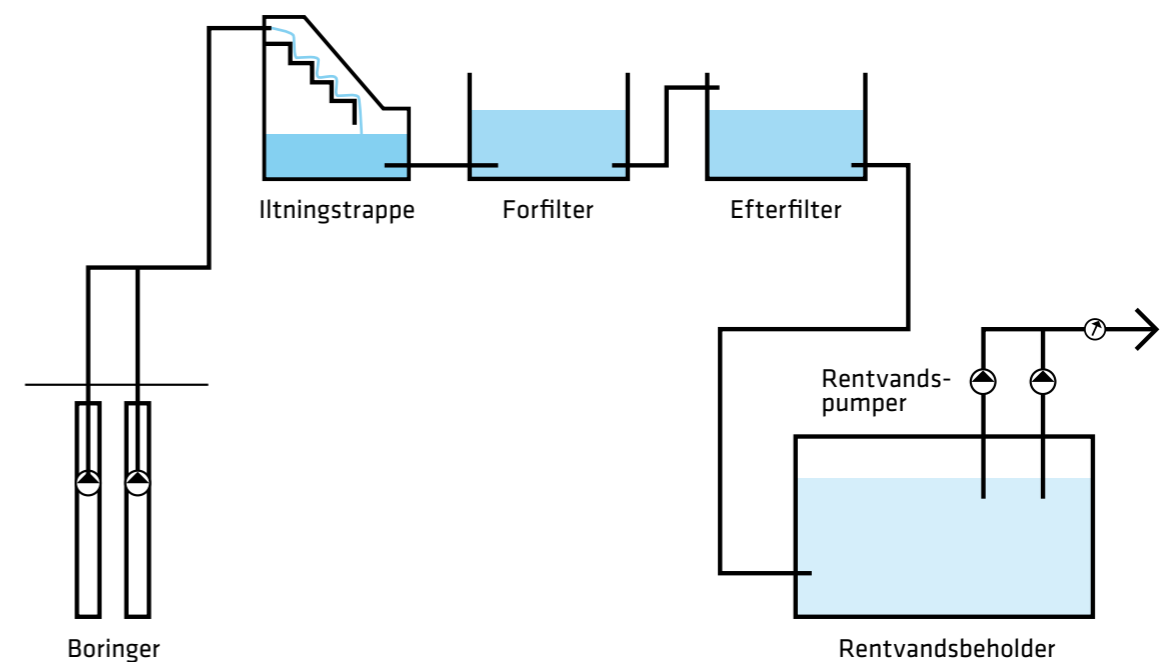 Iltningstrappe
Forfilter
Efterfilter
Rentvands-
pumper
Boringer
Rentvandsbeholder